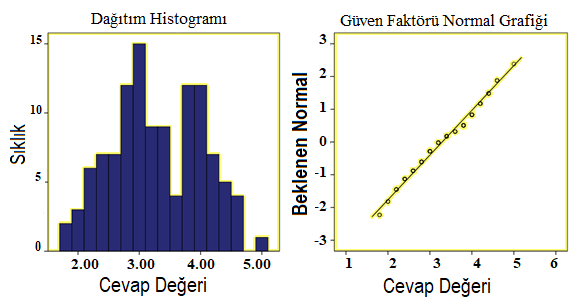 Dağıtım Histogramı
Sıklık
15
10
5
0
2.00 3.00 4.00 5.00
Cevap Değeri
Güven Faktörü Normal Grafiği
Beklenen Normal
3
2
1
0
-1
-2
-3
1 2 3 4 5 6
Cevap Değeri